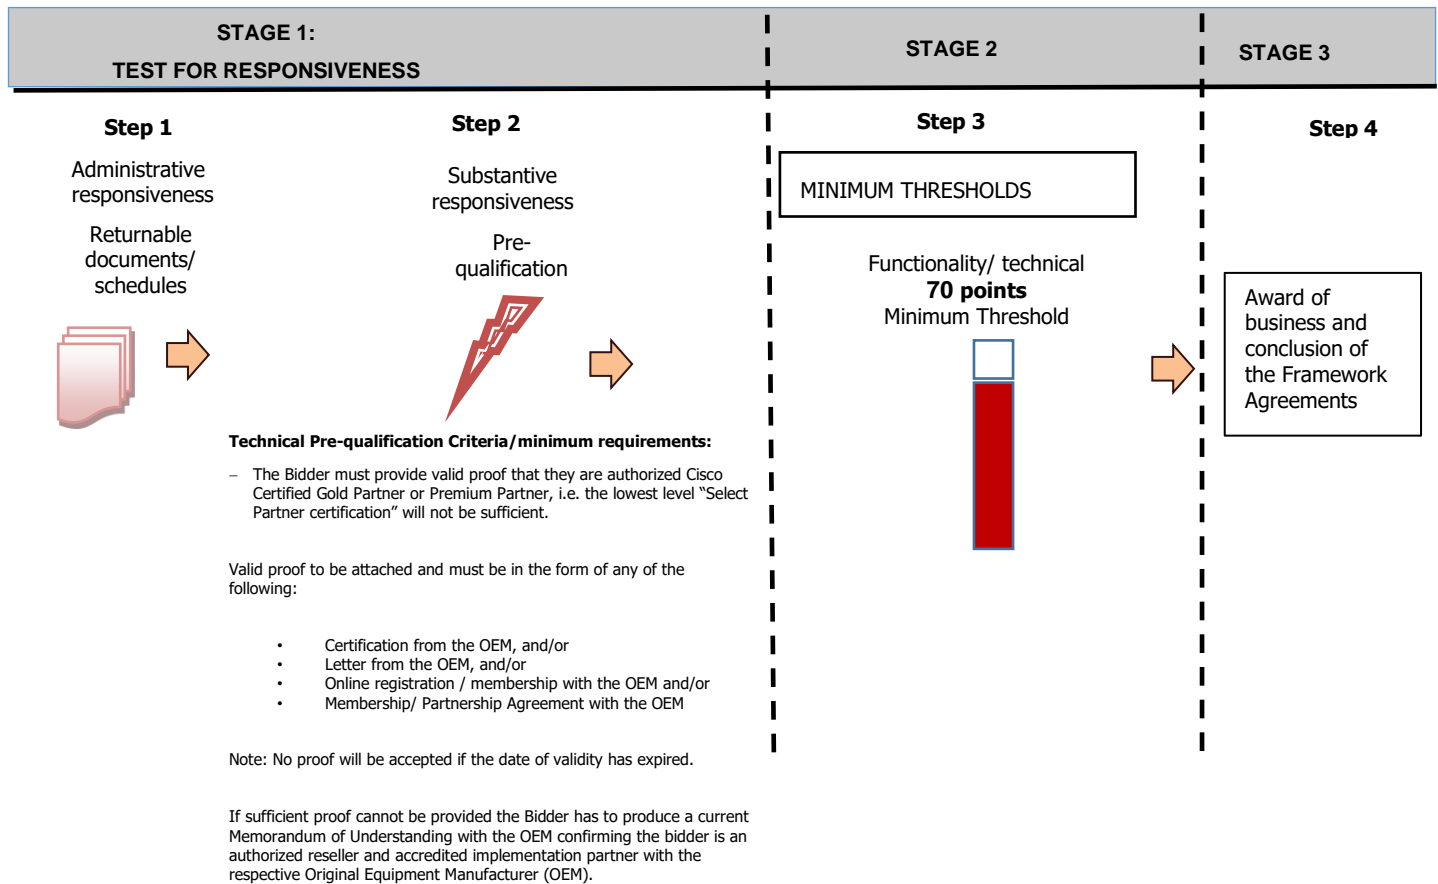 STAGE 1:
TEST FOR RESPONSIVENESS
STAGE 2
STAGE 3
Step 1
Administrative
responsiveness
Returnable
documents/
schedules
Step 2
Substantive
responsiveness
Pre-
qualification
Technical Pre-qualification Criteria/minimum requirements:
– The Bidder must provide valid proof that they are authorized Cisco
Certified Gold Partner or Premium Partner, i.e. the lowest level “Select
Partner certification” will not be sufficient.
Valid proof to be attached and must be in the form of any of the
following:
• Certification from the OEM, and/or
• Letter from the OEM, and/or
• Online registration / membership with the OEM and/or
• Membership/ Partnership Agreement with the OEM
Note: No proof will be accepted if the date of validity has expired.
If sufficient proof cannot be provided the Bidder has to produce a current
Memorandum of Understanding with the OEM confirming the bidder is an
authorized reseller and accredited implementation partner with the
respective Original Equipment Manufacturer (OEM).
Step 3
MINIMUM THRESHOLDS
Functionality/ technical
70 points
Minimum Threshold
Step 4
Award of
business and
conclusion of
the Framework
Agreements